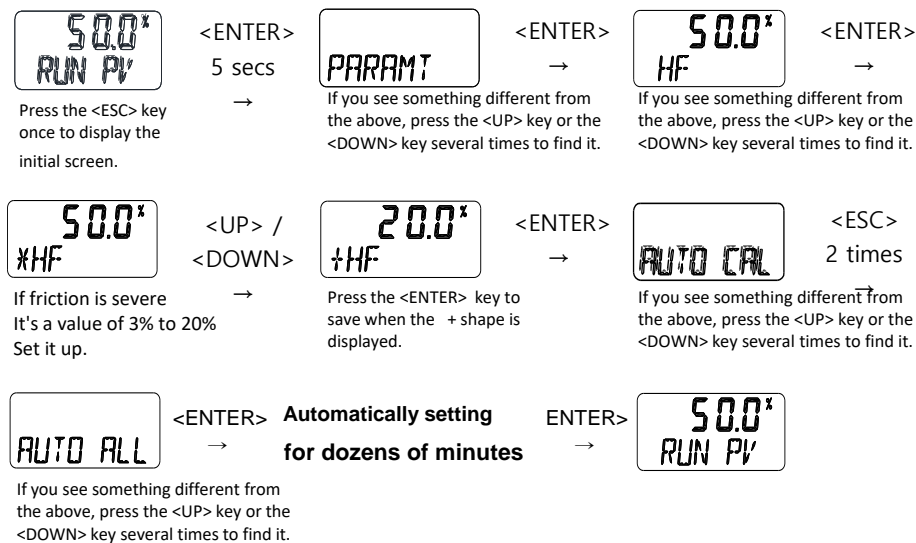 50.0%
RUN PV
Press the <ESC> key
once to display the
initial screen.
<ENTER>
5 secs
→
PARAMT
If you see something different from
the above, press the <UP> key or the
<DOWN> key several times to find it.
<ENTER>
→
50.0%
HF
If you see something different from
the above, press the <UP> key or the
<DOWN> key several times to find it.
<ENTER>
→
50.0%
*HF
If friction is severe
It's a value of 3% to 20%
Set it up.
<UP> /
<DOWN>
→
20.0%
+HF
Press the <ENTER> key to
save when the + shape is
displayed.
<ENTER>
→
AUTO CAL
If you see something different from
the above, press the <UP> key or the
<DOWN> key several times to find it.
<ESC>
2 times
→
AUTO ALL
If you see something different from
the above, press the <UP> key or the
<DOWN> key several times to find it.
<ENTER>
→
Automatically setting
for dozens of minutes
ENTER>
→
50.0%
RUN PV